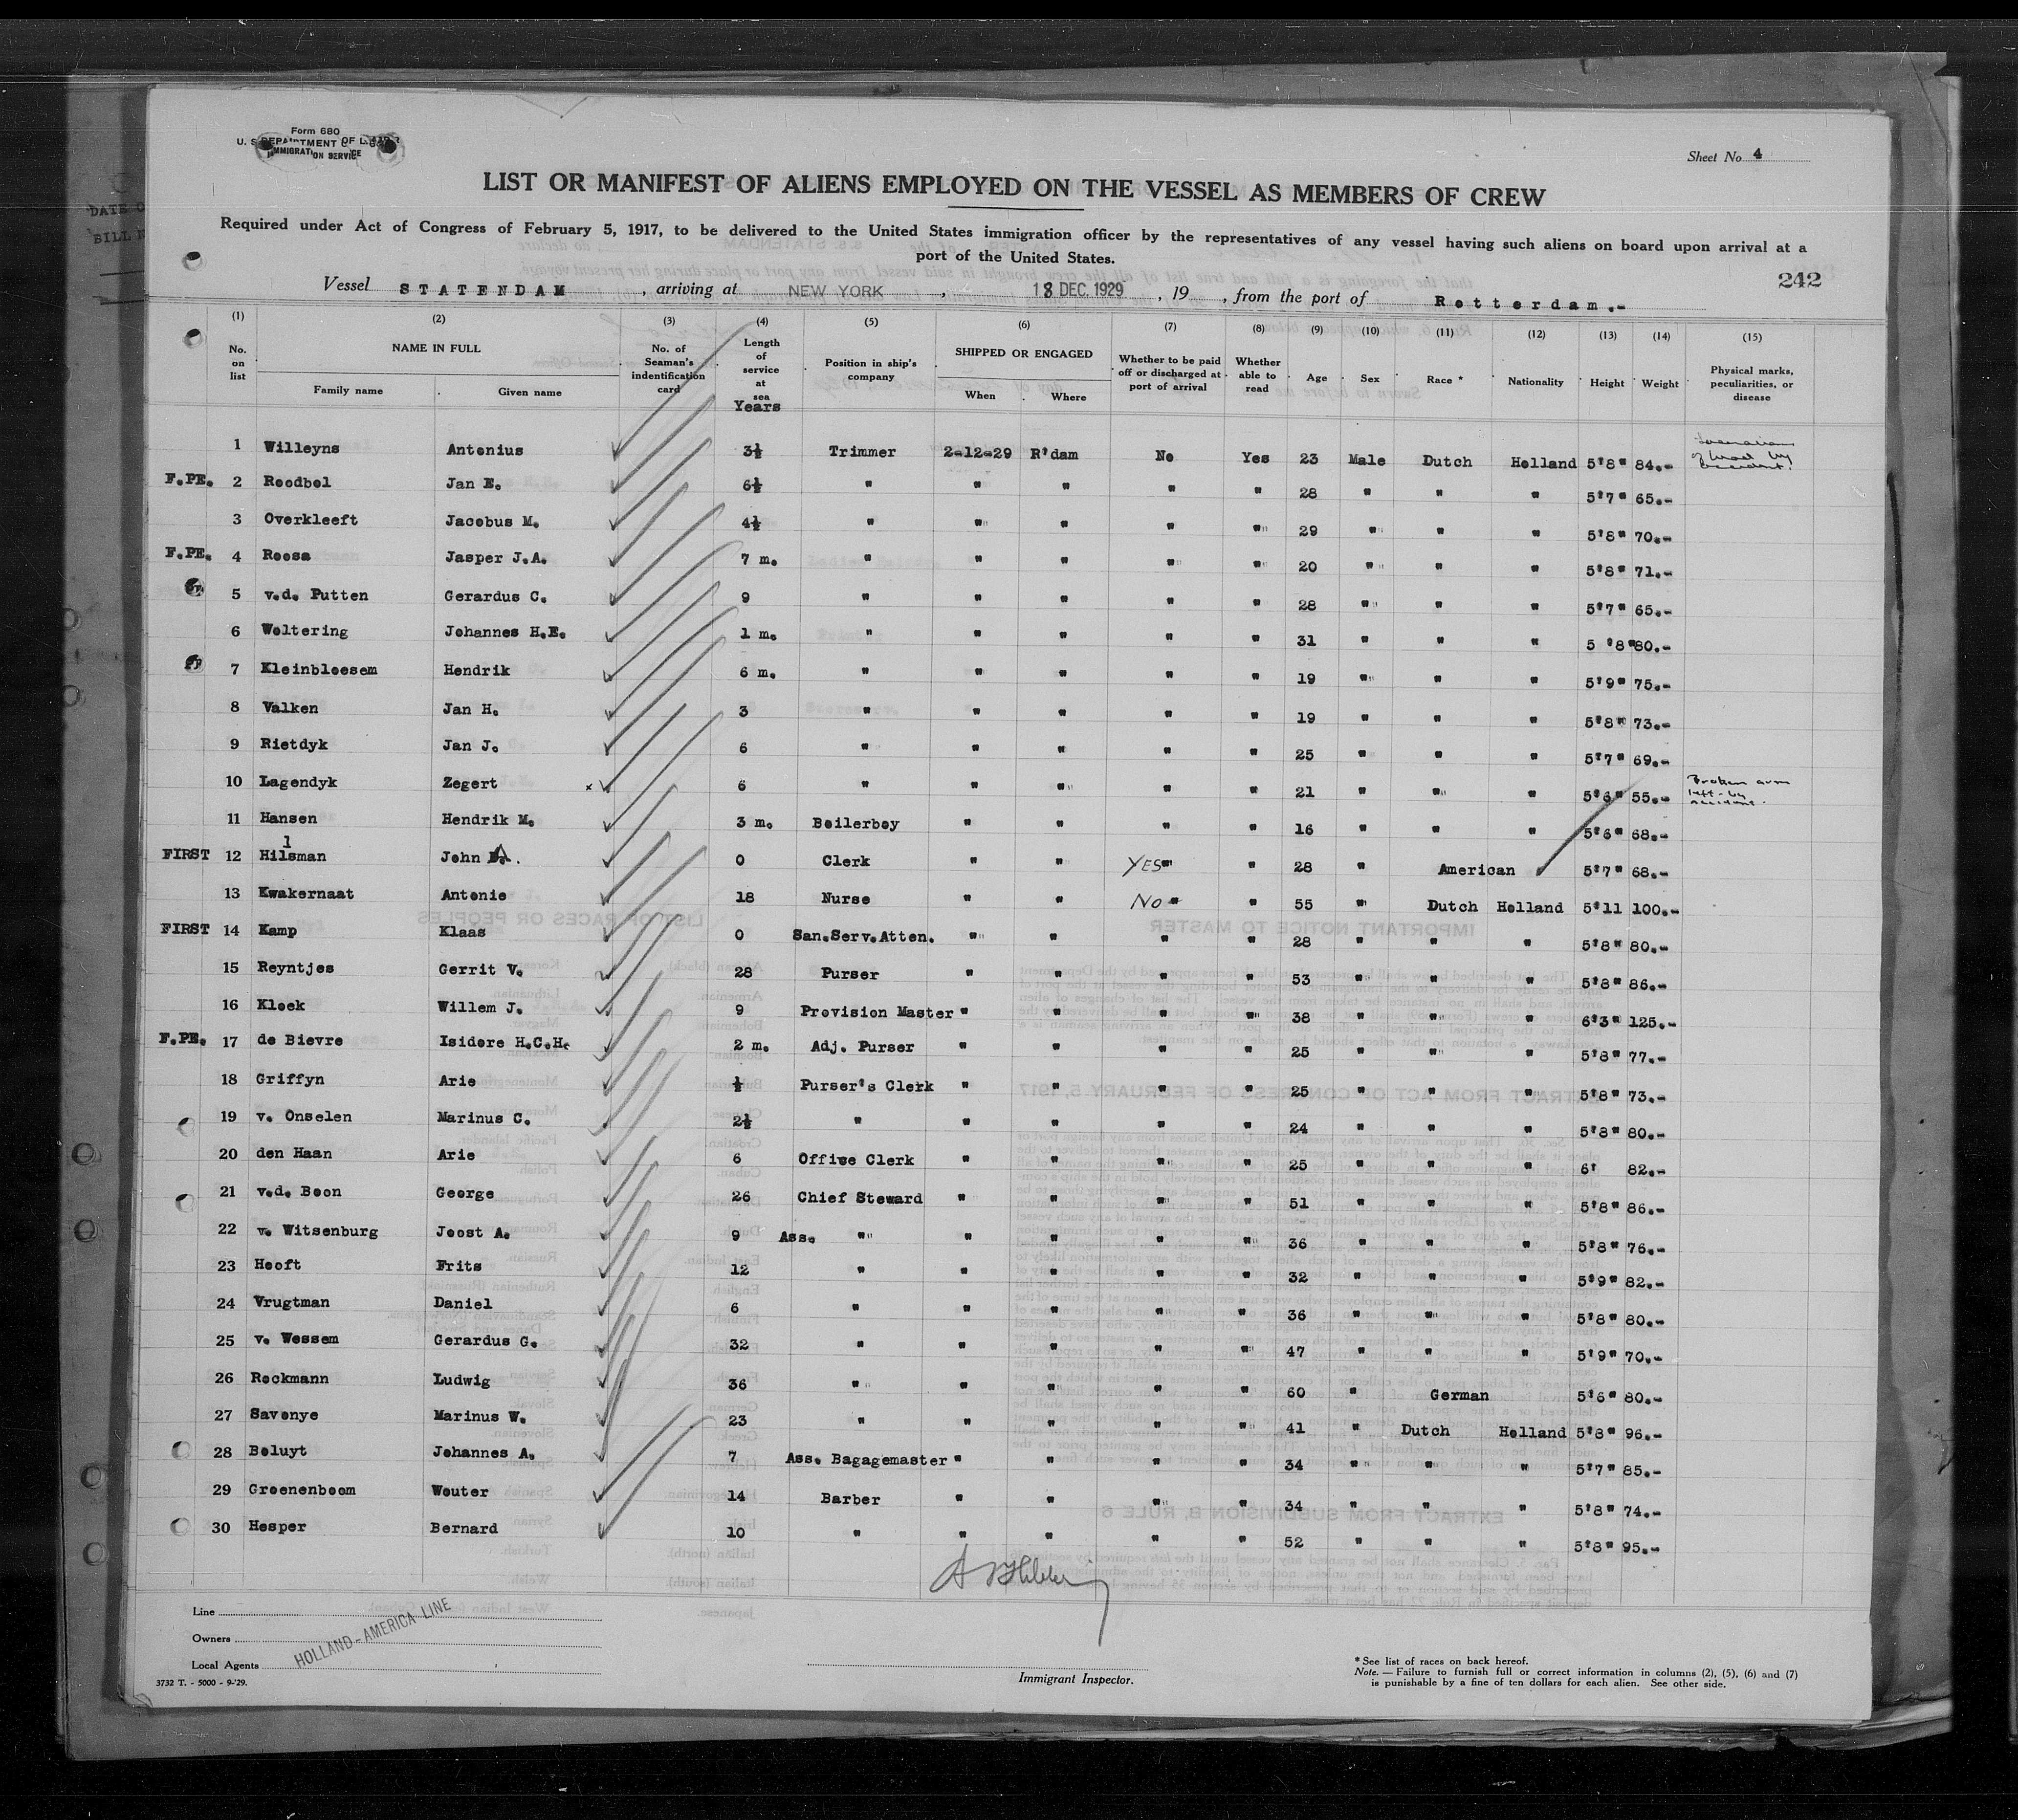 Form 680
U. S. DEPARTMENT OF LABOR
IMMIGRATION SERVICE
Sheet No 4
LIST OR MANIFEST OF ALIENS EMPLOYED ON THE VESSEL AS MEMBERS OF CREW
Required under Act of Congress of February 5, 1917, to be delivered to the United States immigration officer by the representatives of any vessel having such aliens on board upon arrival at a
port of the United States.
242
Vessel STATENDAM, arriving at NEW YORK, 18 DEC. 1929, 19, from the port of Rotterdam.-
(1) (2) (3) (4) (5) (6) (7) (8) (9) (10) (11) (12) (13) (14) (15)
No. on list NAME IN FULL Family name Given name No. of Seaman's indentification card Length of service at sea Years Position in ship's company SHIPPED OR ENGAGED When Where Whether to be paid off or discharged at port of arrival Whether able to read Age Sex Race * Nationality Height Weight Physical marks, peculiarities, or disease
1 Willeyns Antonius 3½ Trimmer 2-12-29 R'dam No Yes 23 Male Dutch Holland 5'8" 84.- of by accident.
F.PE. 2 Roodbol Jan E. 6½ " " " " " 28 " " " 5'7" 65.-
3 Overkleeft Jacobus M. 4½ " " " " " 29 " " " 5'8" 70.-
F.PE. 4 Roosa Jasper J.A. 7 m. " " " " " 20 " " " 5'8" 71.-
5 v.d. Putten Gerardus C. 9 " " " " " 28 " " " 5'7" 65.-
6 Woltering Johannes H.E. 1 m. " " " " " 31 " " " 5 '8" 80.-
7 Kleinbloesem Hendrik 6 m. " " " " " 19 " " " 5'9" 75.-
8 Valken Jan H. 3 " " " " " 19 " " " 5'8" 73.-
9 Rietdyk Jan J. 6 " " " " " 25 " " " 5'7" 69.-
10 Lagendyk Zegert x 6 " " " " " 21 " " " 5'6" 55.- Broken arm left-by accident.
11 Hansen Hendrik M. 3 m. Boilerboy " " " " 16 " " " 5'6" 68.-
FIRST 12 Hilsman l John A. 0 Clerk " " YES " " 28 " American 5'7" 68.-
13 Kwakernaat Antonie 18 Nurse " " No " " 55 " Dutch Holland 5'11 100.-
FIRST 14 Kamp Klaas 0 San.Serv.Atten. " " " " 28 " " " 5'8" 80.-
15 Reyntjes Gerrit V. 28 Purser " " " " 53 " " " 5'8" 86.-
16 Kloek Willem J. 9 Provision Master " " " " 38 " " " 6'3" 125.-
F.PE. 17 de Bievre Isidore H.C.H. 2 m. Adj. Purser " " " " 25 " " " 5'8" 77.-
18 Griffyn Arie ½ Purser's Clerk " " " " 25 " " " 5'8" 73.-
19 v. Onselen Marinus C. 2½ " " " " " 24 " " " 5'8" 80.-
20 den Haan Arie 6 Office Clerk " " " " 25 " " " 6' 82.-
21 v.d. Boon George 26 Chief Steward " " " " 51 " " " 5'8" 86.-
22 v. Witsenburg Joost A. 9 Ass. " " " " " 36 " " " 5'8" 76.-
23 Hooft Frits 12 " " " " " 32 " " " 5'9" 82.-
24 Vrugtman Daniel 6 " " " " " 36 " " " 5'8" 80.-
25 v. Wessem Gerardus G. 32 " " " " " 47 " " " 5'9" 70.-
26 Rockmann Ludwig 36 " " " " " 60 " German 5'6" 80.-
27 Savonye Marinus W. 23 " " " " " 41 " Dutch Holland 5'8" 96.-
28 Boluyt Johannes A. 7 Ass. Bagagemaster " " " " 34 " " " 5'7" 85.-
29 Groenenboom Wouter 14 Barber " " " " 34 " " " 5'8" 74.-
30 Hesper Bernard 10 " " " " " 52 " " " 5'8" 95.-
Line
Owners
Local Agents
HOLLAND-AMERICA LINE
3732 T. - 5000 - 9-'29.
Immigrant Inspector.
* See list of races on back hereof.
Note. — Failure to furnish full or correct information in columns (2), (5), (6) and (7)
is punishable by a fine of ten dollars for each alien. See other side.